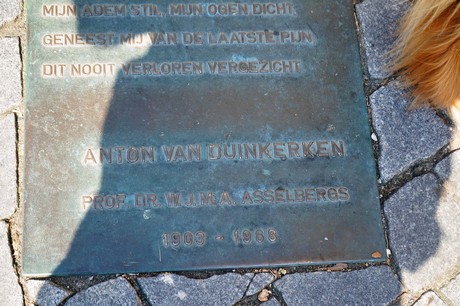 MIJN ADEM STIL, MIJN OGEN DICHT,
GENEEST MIJ VAN DE LAATSTE PIJN
DIT NOOIT VERLOREN VERGEZICHT.
ANTON VAN DUINKERKEN
PROF. DR. W.J.M.A. ASSELBERGS
1903 - 1968